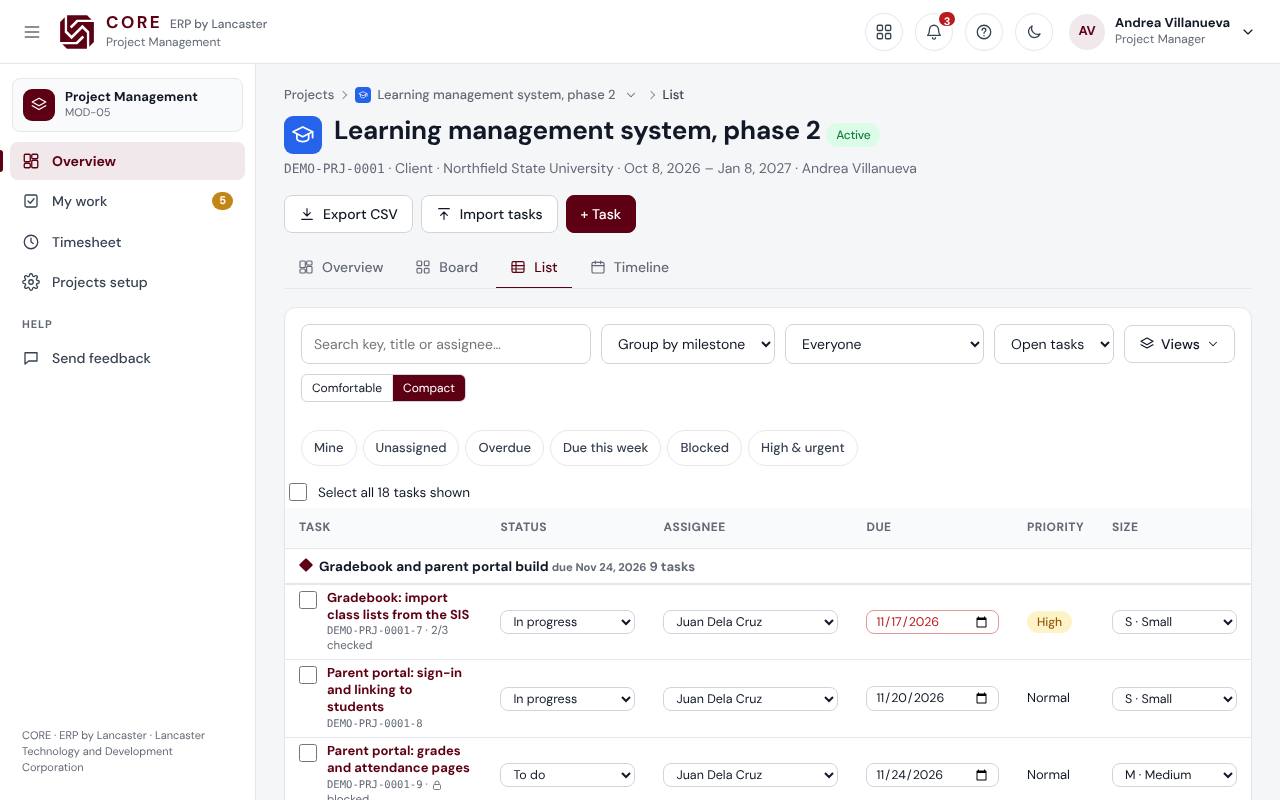 CORE ERP by Lancaster
Project Management
3
AV
Andrea Villanueva
Project Manager
Project Management
MOD-05
Overview
My work 5
Timesheet
Projects setup
HELP
Send feedback
CORE · ERP by Lancaster · Lancaster
Technology and Development
Corporation
Projects Learning management system, phase 2 List
Learning management system, phase 2 Active
DEMO-PRJ-0001 · Client · Northfield State University · Oct 8, 2026 – Jan 8, 2027 · Andrea Villanueva
Export CSV Import tasks + Task
Overview Board List Timeline
Search key, title or assignee... Group by milestone Everyone Open tasks Views
Comfortable Compact
Mine Unassigned Overdue Due this week Blocked High & urgent
Select all 18 tasks shown
TASK STATUS ASSIGNEE DUE PRIORITY SIZE
Gradebook and parent portal build due Nov 24, 2026 9 tasks
Gradebook: import
class lists from the SIS
DEMO-PRJ-0001-7 · 2/3
checked
In progress Juan Dela Cruz 11/17/2026 High S · Small
Parent portal: sign-in
and linking to
students
DEMO-PRJ-0001-8
In progress Juan Dela Cruz 11/20/2026 Normal S · Small
Parent portal: grades
and attendance pages
DEMO-PRJ-0001-9 ·
blocked
To do Juan Dela Cruz 11/24/2026 Normal M · Medium